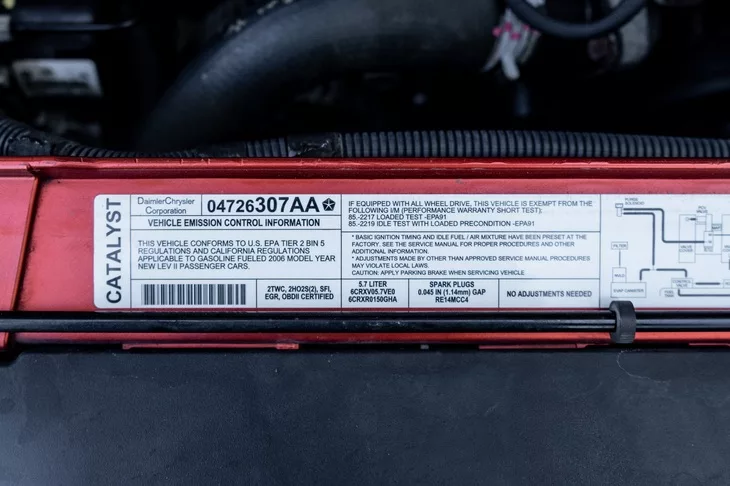 CATALYST
DaimlerChrysler
Corporation
04726307AA
VEHICLE EMISSION CONTROL INFORMATION
THIS VEHICLE CONFORMS TO U.S. EPA TIER 2 BIN 5
REGULATIONS AND CALIFORNIA REGULATIONS
APPLICABLE TO GASOLINE FUELED 2006 MODEL YEAR
NEW LEV II PASSENGER CARS.
IF EQUIPPED WITH ALL WHEEL DRIVE, THIS VEHICLE IS EXEMPT FROM THE
FOLLOWING I/M (PERFORMANCE WARRANTY SHORT TEST):
85.-2217 LOADED TEST -EPA91
85.-2219 IDLE TEST WITH LOADED PRECONDITION -EPA91
* BASIC IGNITION TIMING AND IDLE FUEL / AIR MIXTURE HAVE BEEN PRESET AT THE
FACTORY. SEE THE SERVICE MANUAL FOR PROPER PROCEDURES AND OTHER
ADDITIONAL INFORMATION.
* ADJUSTMENTS MADE BY OTHER THAN APPROVED SERVICE MANUAL PROCEDURES
MAY VIOLATE LOCAL LAWS.
CAUTION: APPLY PARKING BRAKE WHEN SERVICING VEHICLE
2TWC, 2HO2S(2), SFI,
EGR, OBDII CERTIFIED
5.7 LITER
6CRXV05.7VE0
6CRXR0150GHA
SPARK PLUGS
0.045 IN (1.14mm) GAP
RE14MCC4
NO ADJUSTMENTS NEEDED
PURGE
SOLENOID
FILTER